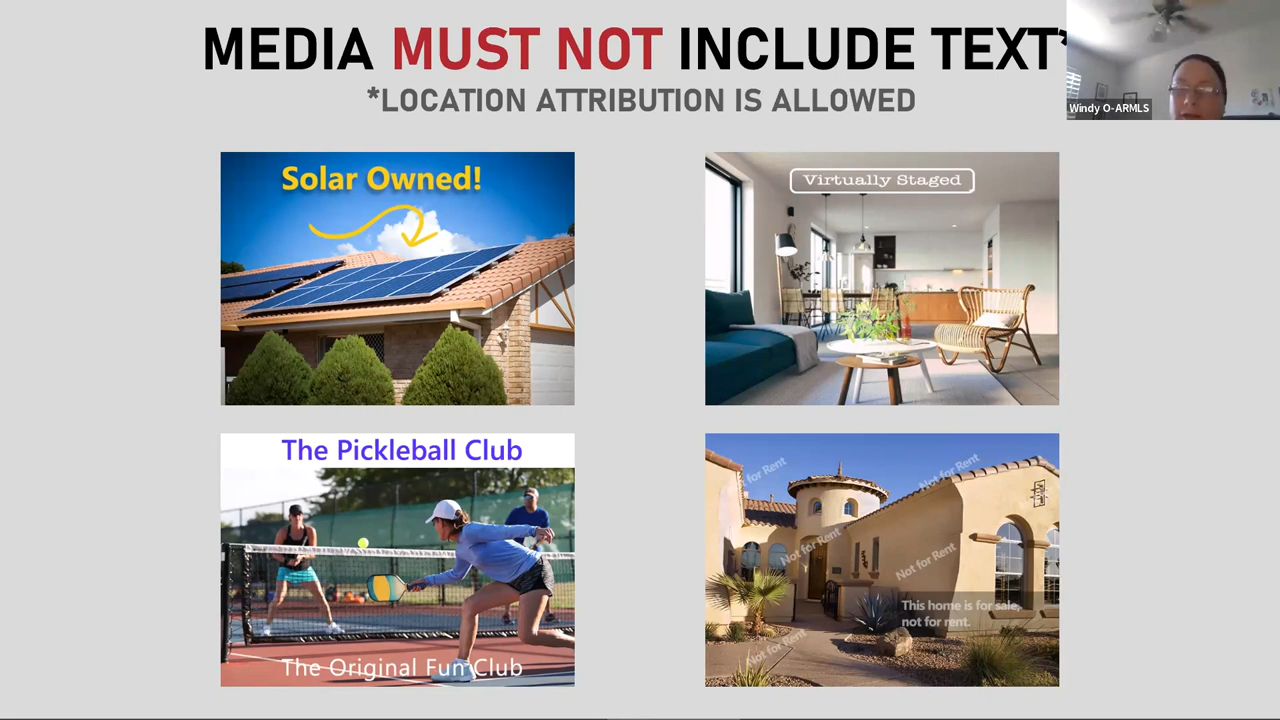 MEDIA MUST NOT INCLUDE TEXT*
*LOCATION ATTRIBUTION IS ALLOWED
Windy O-ARMLS
Solar Owned!
Virtually Staged
The Pickleball Club
The Original Fun Club
for Rent
Not for Rent
Not for Rent
Not for Rent
This home is for sale,
not for rent.
Not for Rent